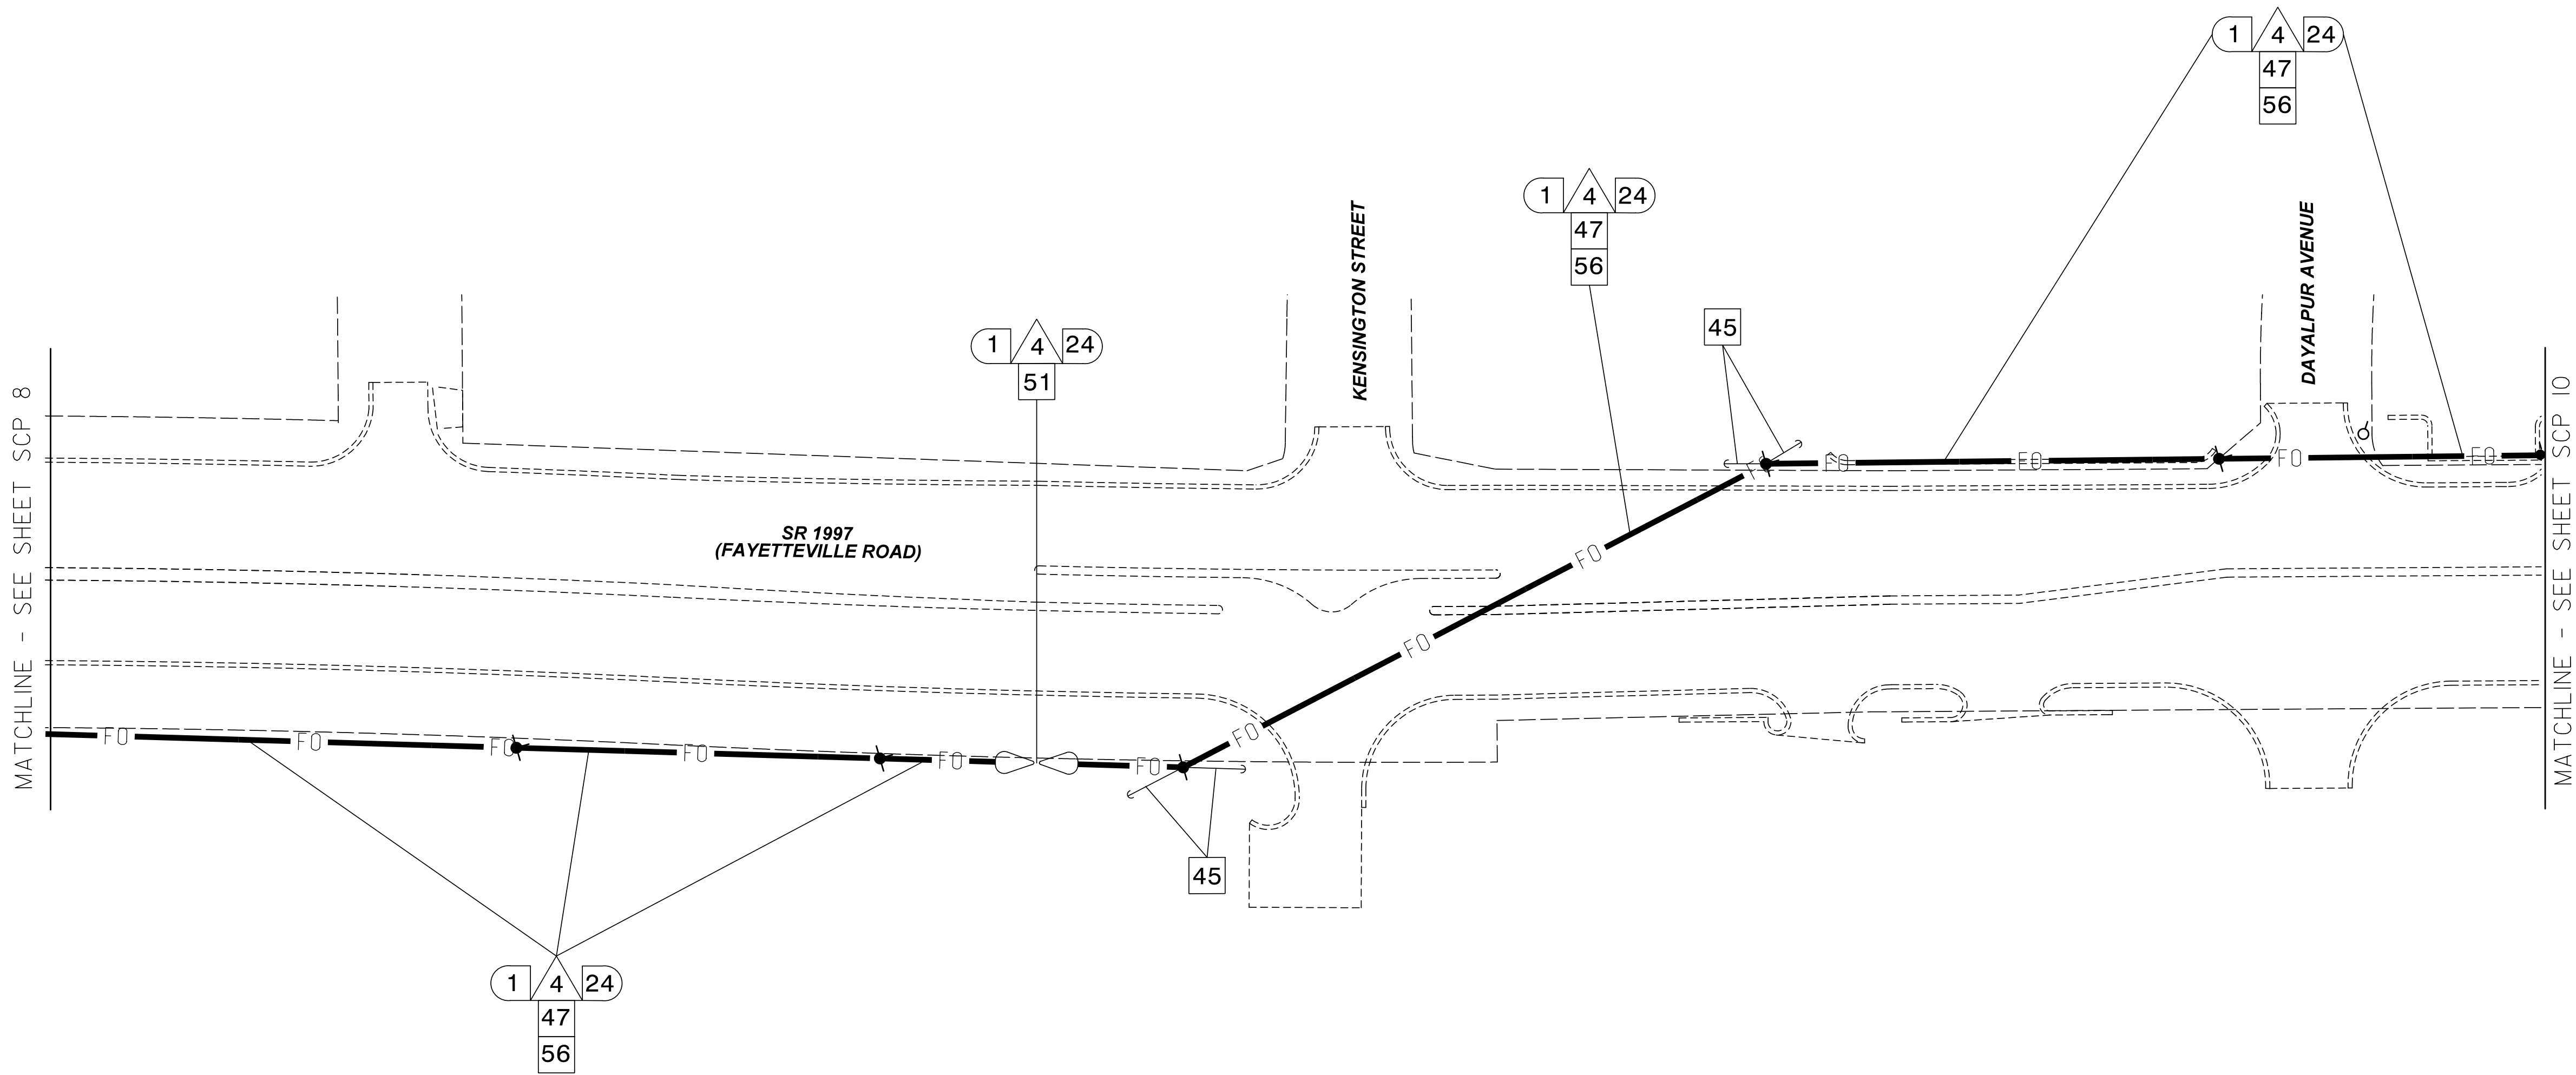 1 4 24
47
56
1 4 24
47
56
KENSINGTON STREET
DAYALPUR AVENUE
45
1 4 24
51
MATCHLINE - SEE SHEET SCP 8
MATCHLINE - SEE SHEET SCP 10
FO FO FO FO
SR 1997
(FAYETTEVILLE ROAD)
FO
FO
FO
FO FO FO FO FO FO
45
1 4 24
47
56